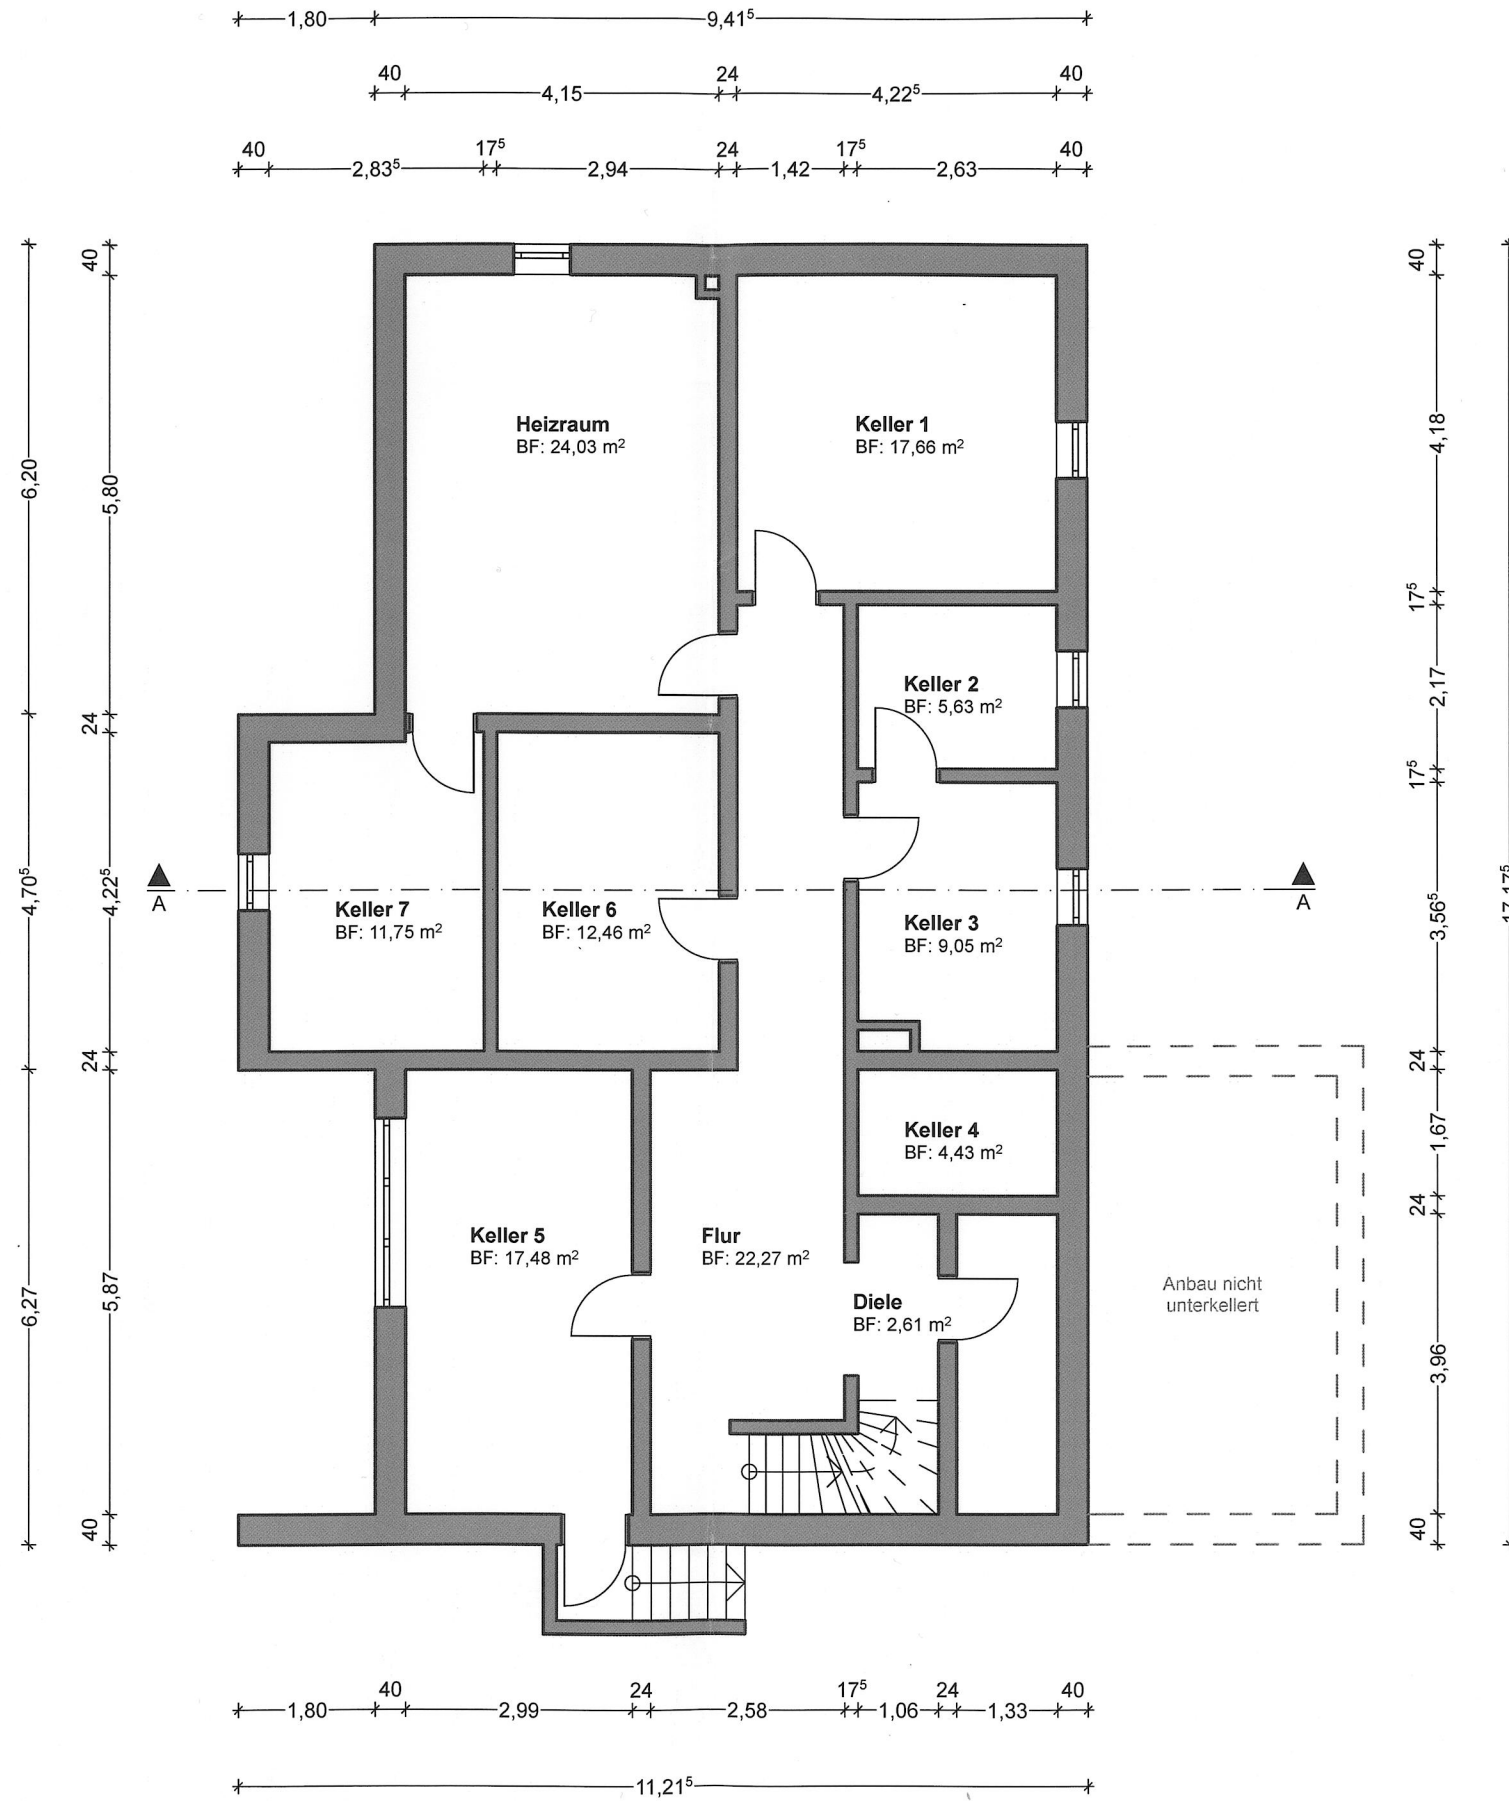 1,80 9,41⁵
40 24 40
4,15 4,22⁵
40 17⁵ 24 17⁵ 40
2,83⁵ 2,94 1,42 2,63
40
6,20
5,80
24
4,70⁵
4,22⁵
24
6,27
5,87
40
Heizraum
BF: 24,03 m²
Keller 1
BF: 17,66 m²
Keller 2
BF: 5,63 m²
A
A
Keller 7
BF: 11,75 m²
Keller 6
BF: 12,46 m²
Keller 3
BF: 9,05 m²
Keller 4
BF: 4,43 m²
Keller 5
BF: 17,48 m²
Flur
BF: 22,27 m²
Diele
BF: 2,61 m²
Anbau nicht
unterkellert
40
4,18
17⁵
2,17
17⁵
3,56⁵
24
1,67
24
3,96
40
40 24 17⁵ 24 40
1,80 2,99 2,58 1,06 1,33
11,21⁵